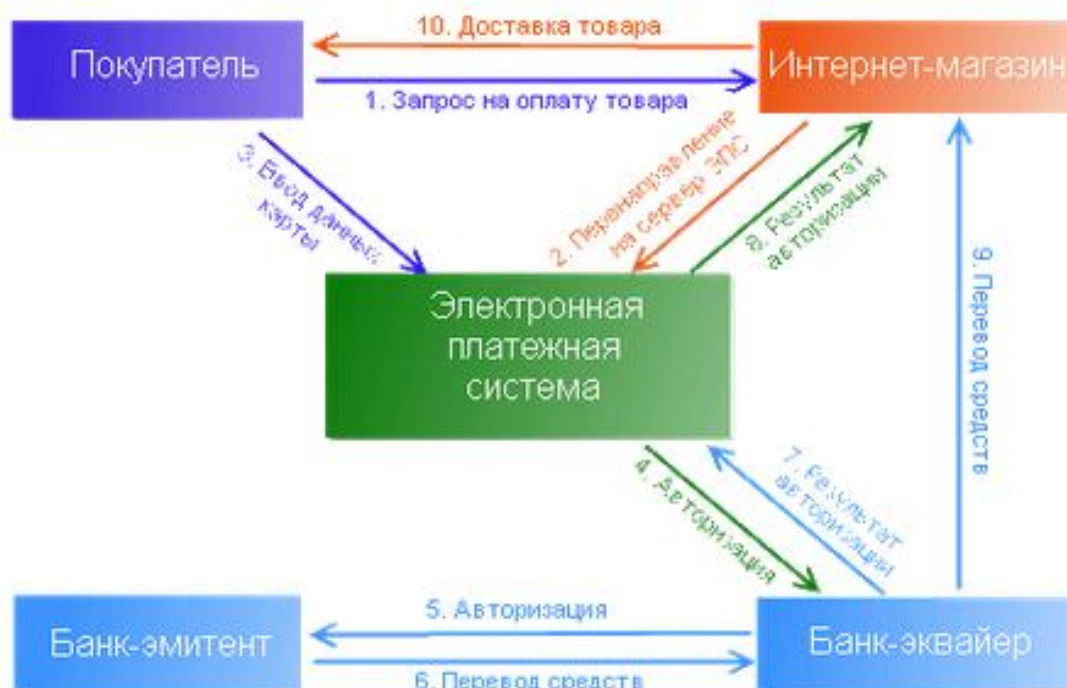 10. Доставка товара
Покупатель
Интернет-магазин
1. Запрос на оплату товара
3. Ввод данных
карты
2. Перенаправление
на сервер ЭПС
8. Результат
авторизации
9. Перевод средств
Электронная
платежная
система
4. Авторизация
7. Результат
авторизации
5. Авторизация
Банк-эмитент
Банк-эквайер
6. Перевод средств